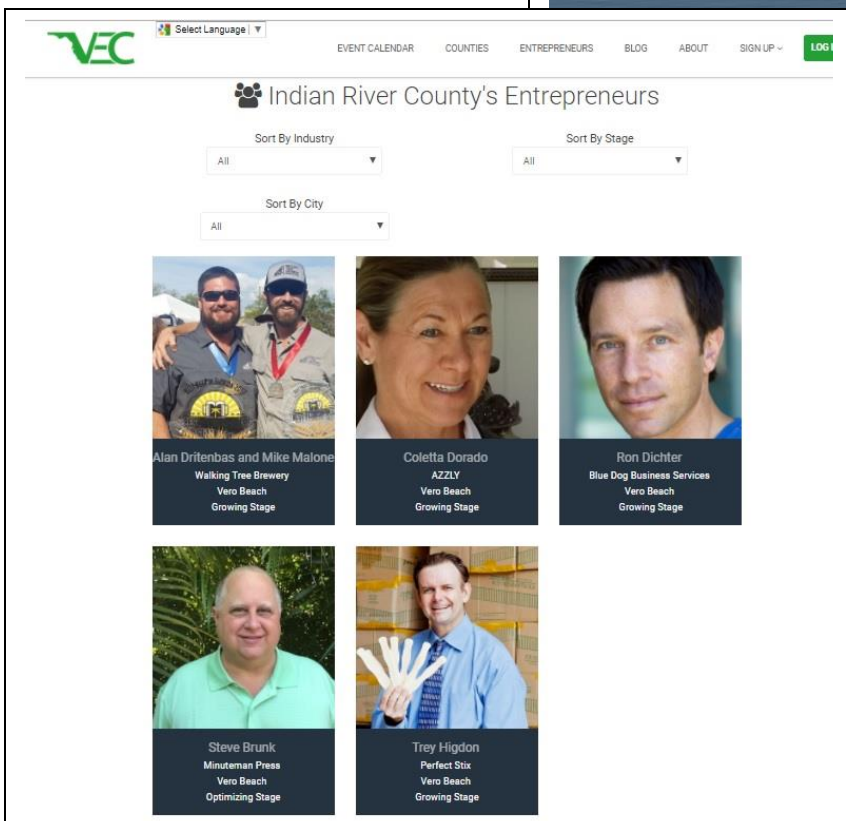 VEC
Select Language ▼
EVENT CALENDAR COUNTIES ENTREPRENEURS BLOG ABOUT SIGN UP LOG
Indian River County's Entrepreneurs
Sort By Industry Sort By Stage
All All
Sort By City
All
Alan Dritenbas and Mike Malone
Walking Tree Brewery
Vero Beach
Growing Stage
Coletta Dorado
AZZLY
Vero Beach
Growing Stage
Ron Dichter
Blue Dog Business Services
Vero Beach
Growing Stage
Steve Brunk
Minuteman Press
Vero Beach
Optimizing Stage
Trey Higdon
Perfect Stix
Vero Beach
Growing Stage